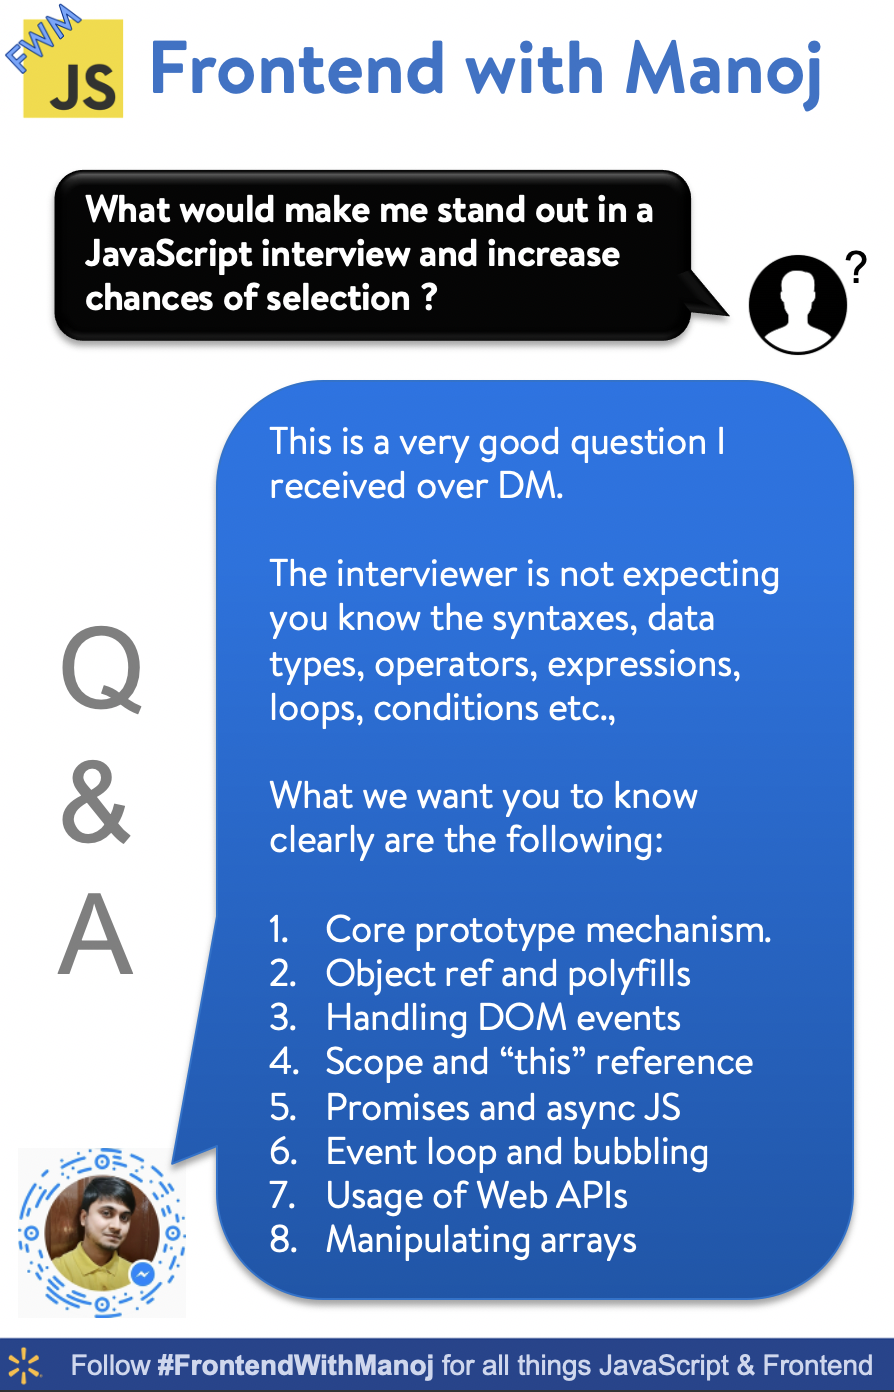 FWM
JS
Frontend with Manoj
What would make me stand out in a
JavaScript interview and increase
chances of selection ?
?
This is a very good question I
received over DM.
The interviewer is not expecting
you know the syntaxes, data
types, operators, expressions,
loops, conditions etc.,
What we want you to know
clearly are the following:
1. Core prototype mechanism.
2. Object ref and polyfills
3. Handling DOM events
4. Scope and “this” reference
5. Promises and async JS
6. Event loop and bubbling
7. Usage of Web APIs
8. Manipulating arrays
Q
&
A
Follow #FrontendWithManoj for all things JavaScript & Frontend